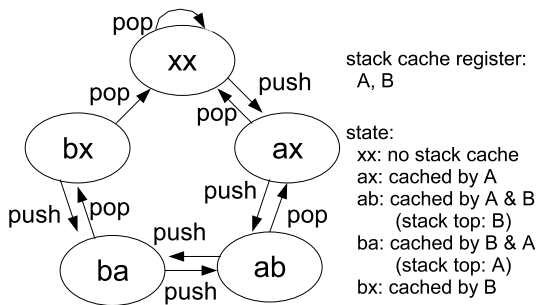 pop
xx
push
pop
pop
bx
ax
push
pop
push
pop
push
ba
ab
push
stack cache register:
A, B
state:
xx: no stack cache
ax: cached by A
ab: cached by A & B
(stack top: B)
ba: cached by B & A
(stack top: A)
bx: cached by B